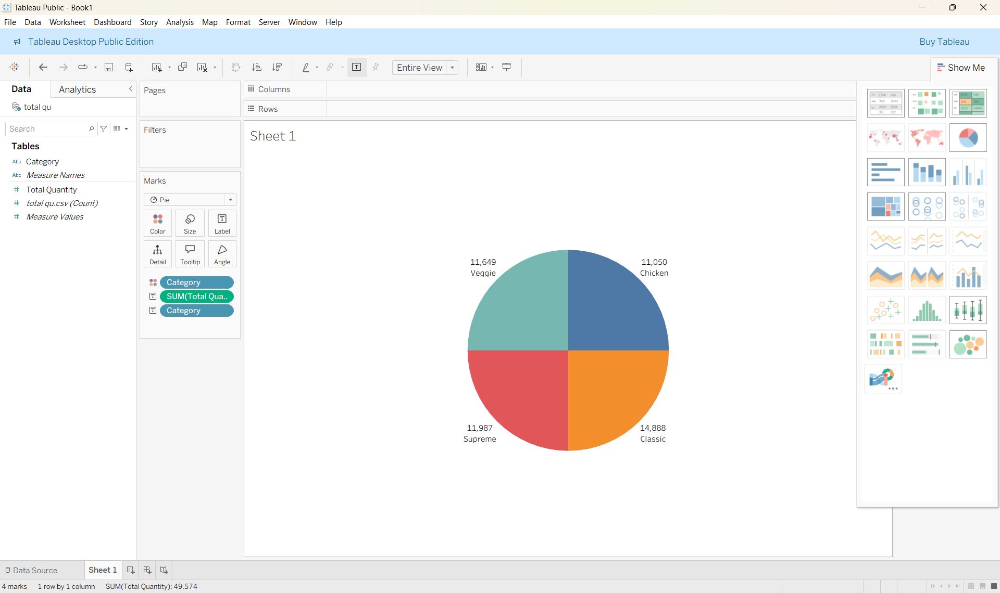 Tableau Public - Book1
File Data Worksheet Dashboard Story Analysis Map Format Server Window Help
Tableau Desktop Public Edition
Buy Tableau
Entire View
Show Me
Data
Analytics
total qu
Search
Tables
Abc Category
Abc Measure Names
Total Quantity
total qu.csv (Count)
Measure Values
Pages
Filters
Marks
Pie
Color
Size
Label
Detail
Tooltip
Angle
Category
SUM(Total Qua..
Category
Columns
Rows
Sheet 1
11,649
Veggie
11,050
Chicken
11,987
Supreme
14,888
Classic
Data Source
Sheet 1
4 marks
1 row by 1 column
SUM(Total Quantity): 49,574